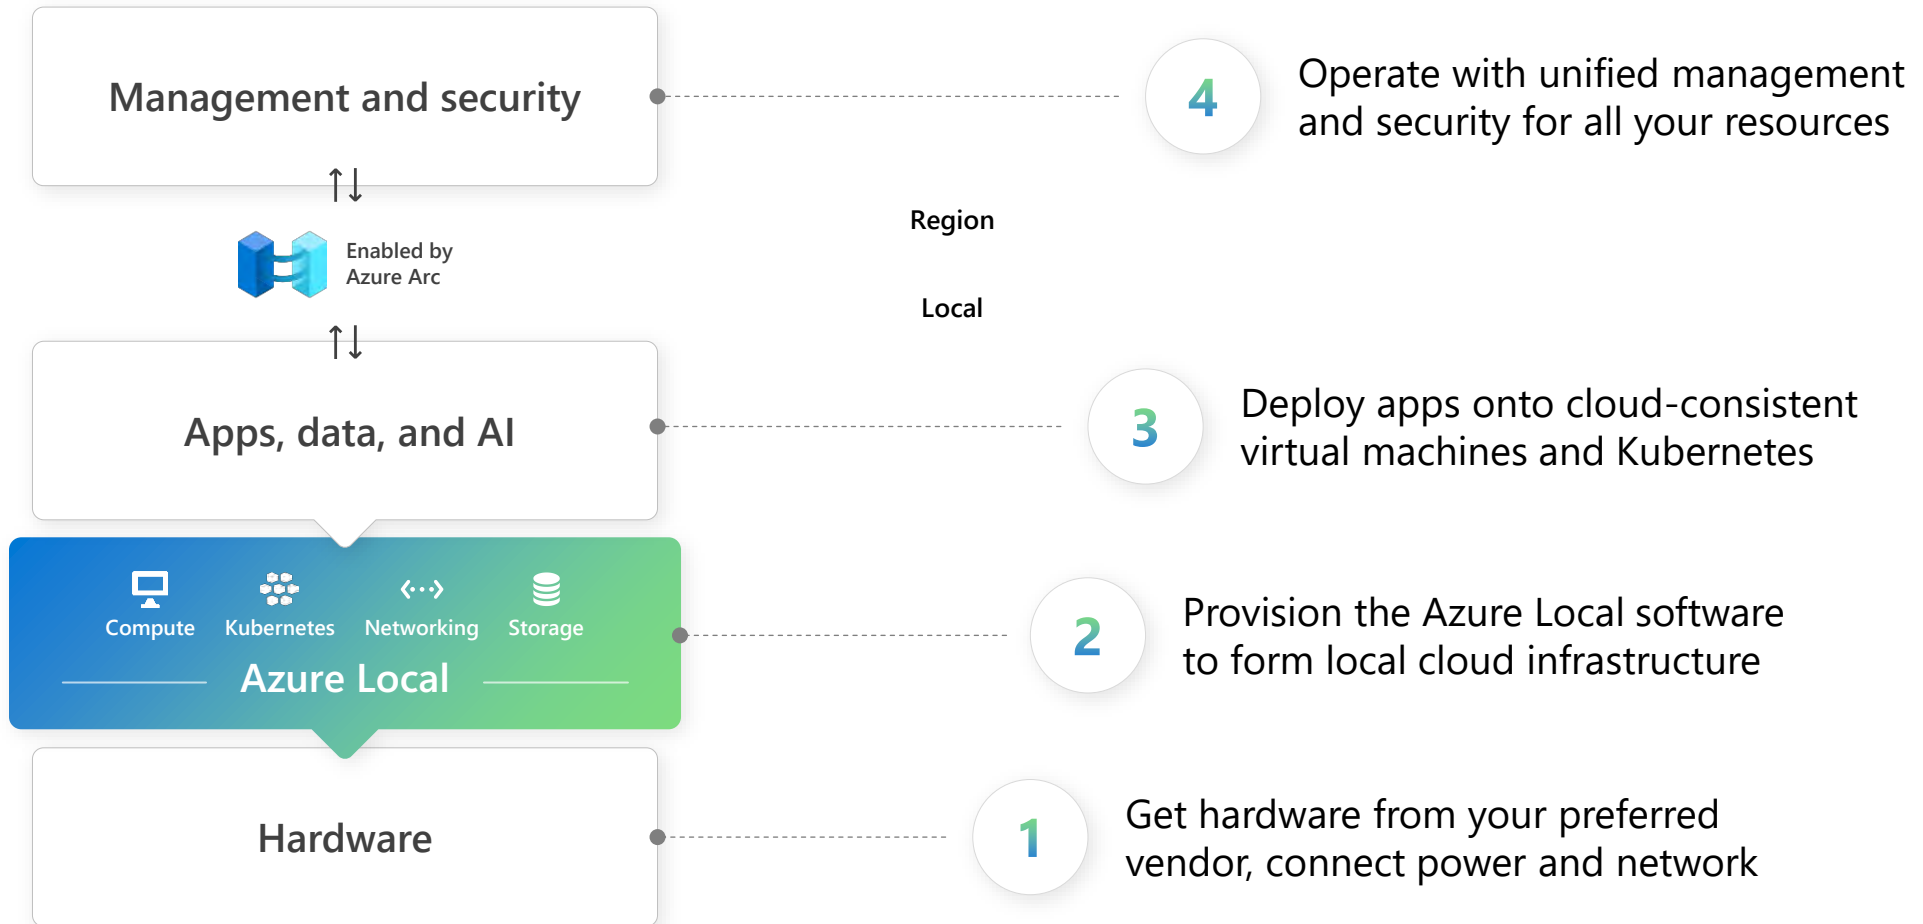 Management and security
4
Operate with unified management
and security for all your resources
Region
Enabled by
Azure Arc
Local
Apps, data, and AI
3
Deploy apps onto cloud-consistent
virtual machines and Kubernetes
Compute
Kubernetes
Networking
Storage
Azure Local
2
Provision the Azure Local software
to form local cloud infrastructure
Hardware
1
Get hardware from your preferred
vendor, connect power and network